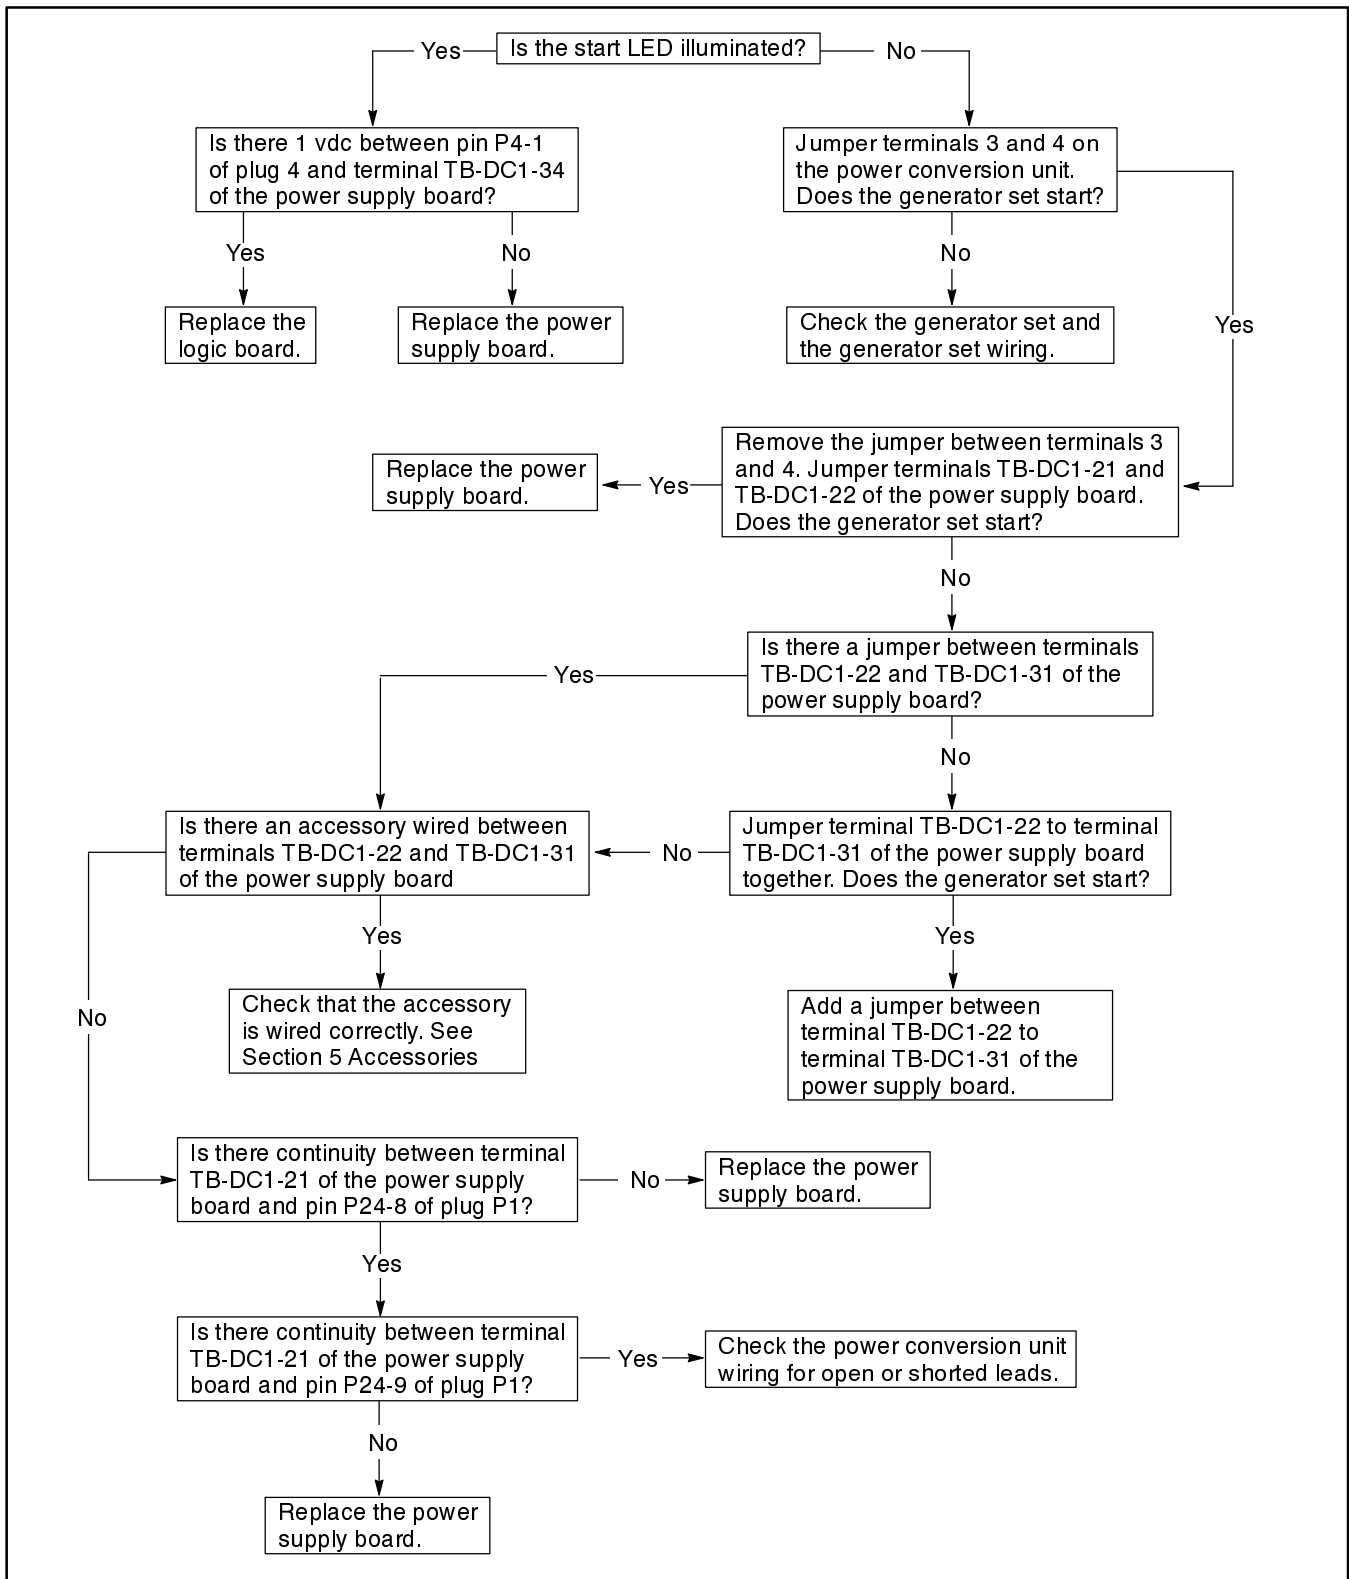 Is the start LED illuminated?
Yes
No
Is there 1 vdc between pin P4-1
of plug 4 and terminal TB-DC1-34
of the power supply board?
Jumper terminals 3 and 4 on
the power conversion unit.
Does the generator set start?
Yes
No
No
Yes
Replace the
logic board.
Replace the power
supply board.
Check the generator set and
the generator set wiring.
Remove the jumper between terminals 3
and 4. Jumper terminals TB-DC1-21 and
TB-DC1-22 of the power supply board.
Does the generator set start?
Yes
Replace the power
supply board.
No
Is there a jumper between terminals
TB-DC1-22 and TB-DC1-31 of the
power supply board?
Yes
No
Is there an accessory wired between
terminals TB-DC1-22 and TB-DC1-31
of the power supply board
No
Jumper terminal TB-DC1-22 to terminal
TB-DC1-31 of the power supply board
together. Does the generator set start?
Yes
Yes
Check that the accessory
is wired correctly. See
Section 5 Accessories
Add a jumper between
terminal TB-DC1-22 to
terminal TB-DC1-31 of the
power supply board.
No
Is there continuity between terminal
TB-DC1-21 of the power supply
board and pin P24-8 of plug P1?
No
Replace the power
supply board.
Yes
Is there continuity between terminal
TB-DC1-21 of the power supply
board and pin P24-9 of plug P1?
Yes
Check the power conversion unit
wiring for open or shorted leads.
No
Replace the power
supply board.